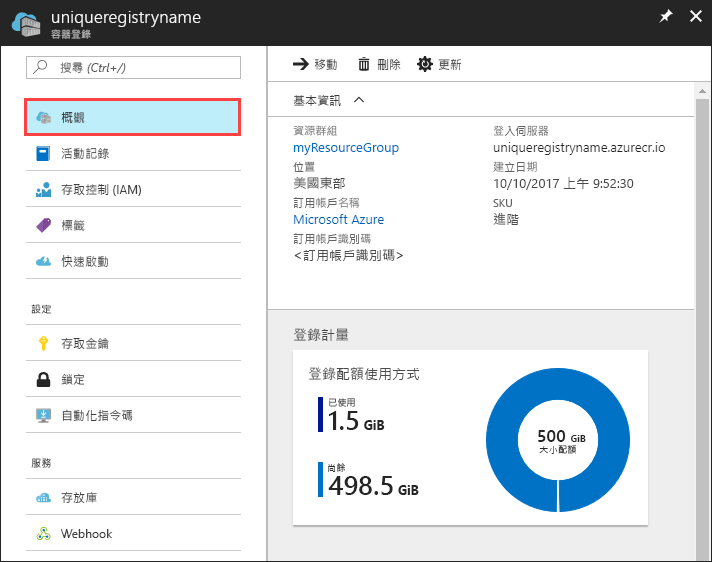 uniqueregistryname
容器登錄
搜尋 (Ctrl+/)
概觀
活動記錄
存取控制 (IAM)
標籤
快速啟動
設定
存取金鑰
鎖定
自動化指令碼
服務
存放庫
Webhook
移動 刪除 更新
基本資訊
資源群組
myResourceGroup
位置
美國東部
訂用帳戶名稱
Microsoft Azure
訂用帳戶識別碼
<訂用帳戶識別碼>
登入伺服器
uniqueregistryname.azurecr.io
建立日期
10/10/2017 上午 9:52:30
SKU
進階
登錄計量
登錄配額使用方式
已使用
1.5 GiB
尚餘
498.5 GiB
500 GiB
大小配額